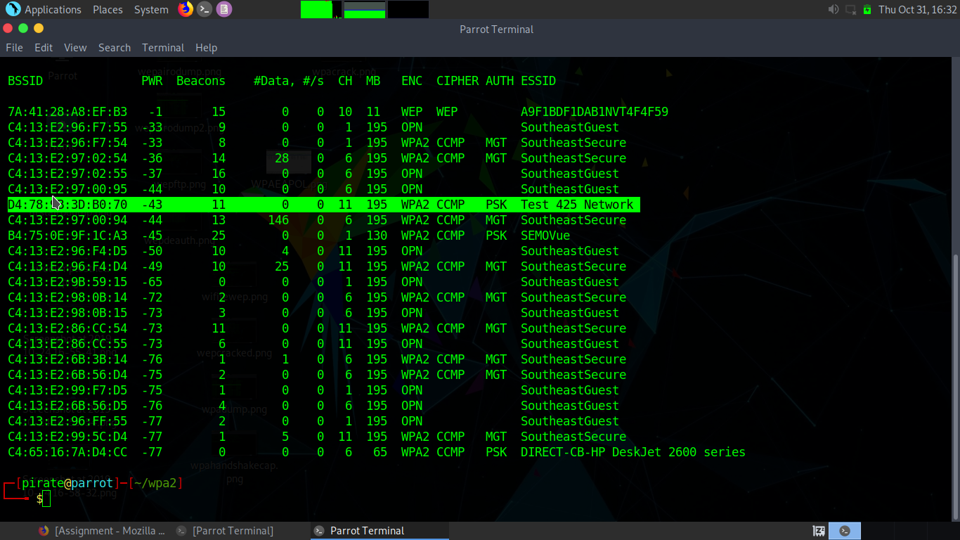 Applications Places System Thu Oct 31, 16:32
Parrot Terminal
File Edit View Search Terminal Help
BSSID PWR Beacons #Data, #/s CH MB ENC CIPHER AUTH ESSID
7A:41:28:A8:EF:B3 -1 15 0 0 10 11 WEP WEP A9F1BDF1DAB1NVT4F4F59
C4:13:E2:96:F7:55 -33 9 0 0 1 195 OPN SoutheastGuest
C4:13:E2:96:F7:54 -33 8 0 0 1 195 WPA2 CCMP MGT SoutheastSecure
C4:13:E2:97:02:54 -36 14 28 0 6 195 WPA2 CCMP MGT SoutheastSecure
C4:13:E2:97:02:55 -37 16 0 0 6 195 OPN SoutheastGuest
C4:13:E2:97:00:95 -44 10 0 0 6 195 OPN SoutheastGuest
-43 11 0 0 11 195 WPA2 CCMP PSK Test 425 Network
C4:13:E2:97:00:94 -44 13 146 0 6 195 WPA2 CCMP MGT SoutheastSecure
B4:75:0E:9F:1C:A3 -45 25 0 0 1 130 WPA2 CCMP PSK SEMOVue
C4:13:E2:96:F4:D5 -50 10 4 0 11 195 OPN SoutheastGuest
C4:13:E2:96:F4:D4 -49 10 25 0 11 195 WPA2 CCMP MGT SoutheastSecure
C4:13:E2:9B:59:15 -65 0 0 0 1 195 OPN SoutheastGuest
C4:13:E2:98:0B:14 -72 2 0 0 6 195 WPA2 CCMP MGT SoutheastSecure
C4:13:E2:98:0B:15 -73 3 0 0 6 195 OPN SoutheastGuest
C4:13:E2:86:CC:54 -73 11 0 0 11 195 WPA2 CCMP MGT SoutheastSecure
C4:13:E2:86:CC:55 -73 6 0 0 11 195 OPN SoutheastGuest
C4:13:E2:6B:3B:14 -76 1 1 0 6 195 WPA2 CCMP MGT SoutheastSecure
C4:13:E2:6B:56:D4 -75 2 0 0 6 195 WPA2 CCMP MGT SoutheastSecure
C4:13:E2:99:F7:D5 -75 1 0 0 1 195 OPN SoutheastGuest
C4:13:E2:6B:56:D5 -76 4 0 0 6 195 OPN SoutheastGuest
C4:13:E2:96:FF:55 -77 2 0 0 1 195 OPN SoutheastGuest
C4:13:E2:99:5C:D4 -77 1 5 0 11 195 WPA2 CCMP MGT SoutheastSecure
C4:65:16:7A:D4:CC -77 0 0 0 6 65 WPA2 CCMP PSK DIRECT-CB-HP DeskJet 2600 series
[pirate@parrot]─[~/wpa2]
$
[Assignment - Mozilla ... [Parrot Terminal] Parrot Terminal